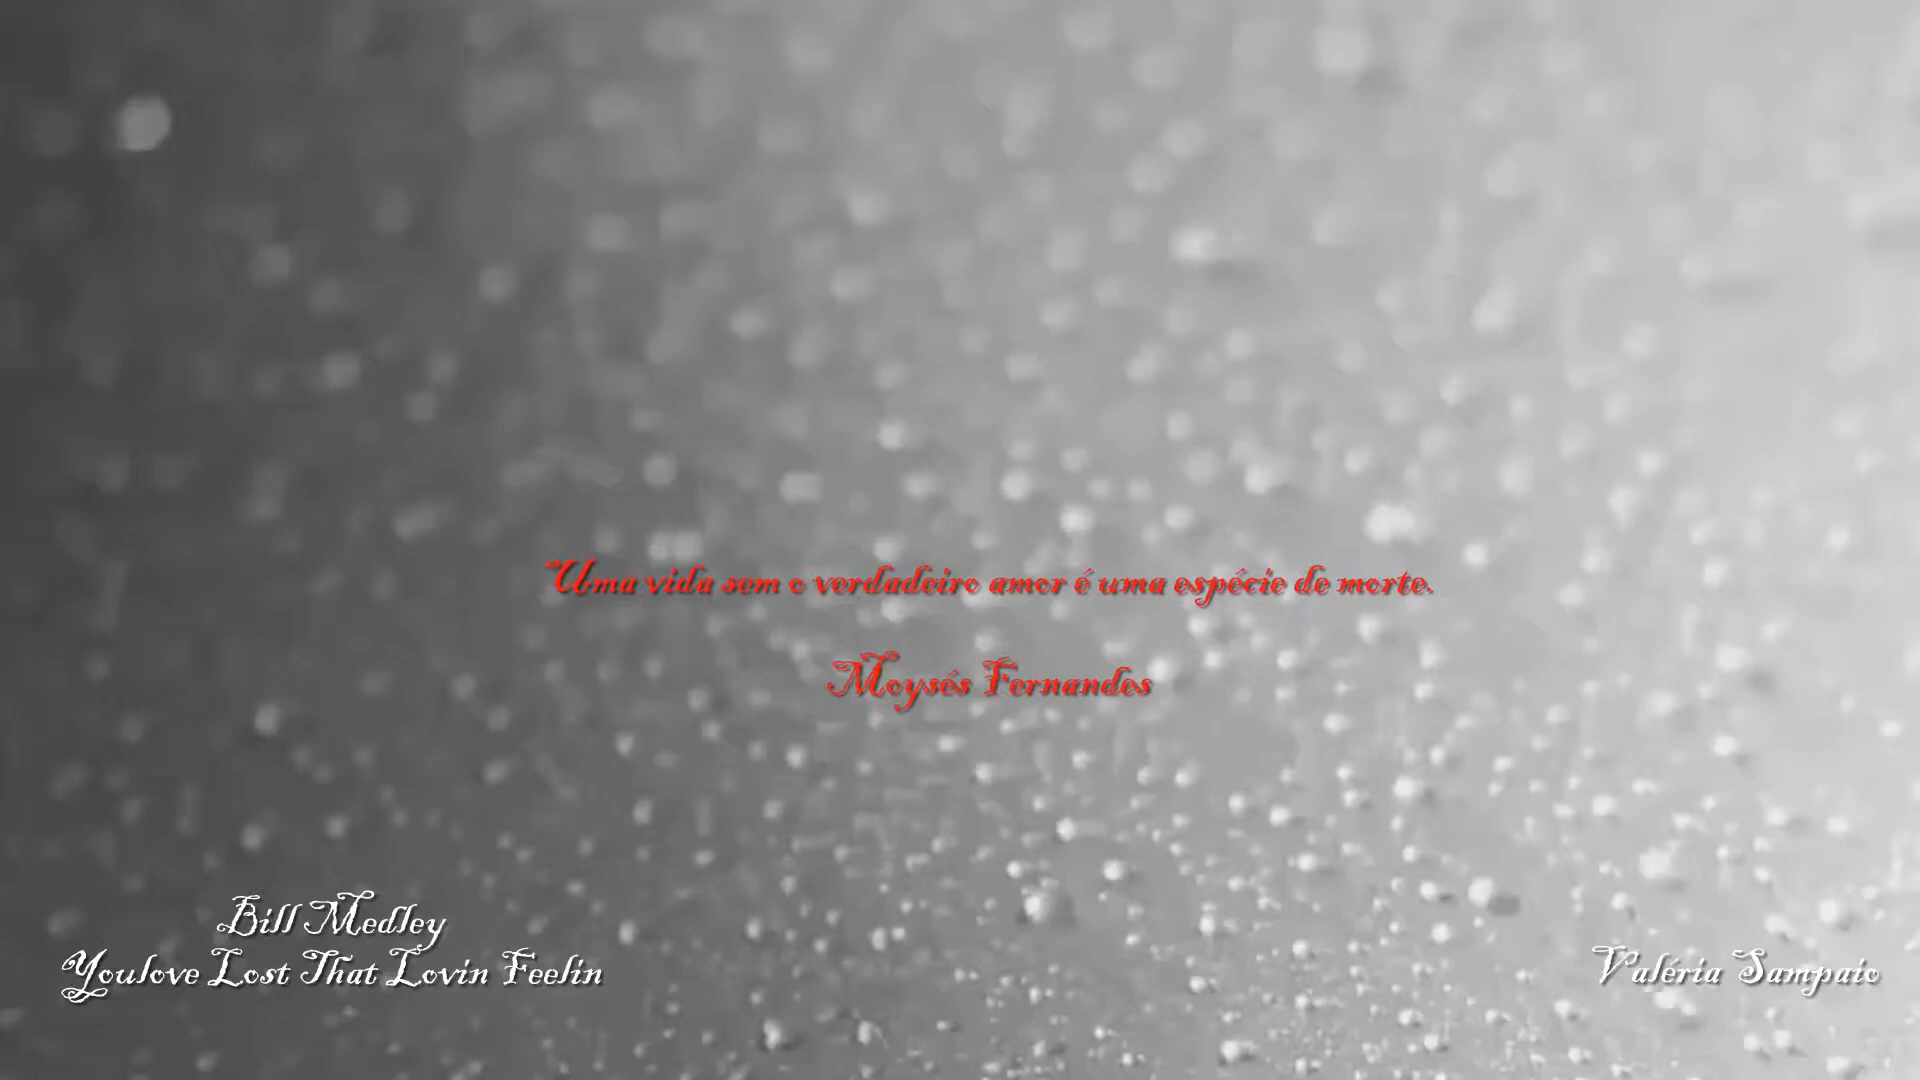 Uma vida sem o verdadeiro amor é uma espécie de morte.
Moysés Fernandes
Bill Medley
Youlove Lost That Lovin Feelin
Valéria Sampaio